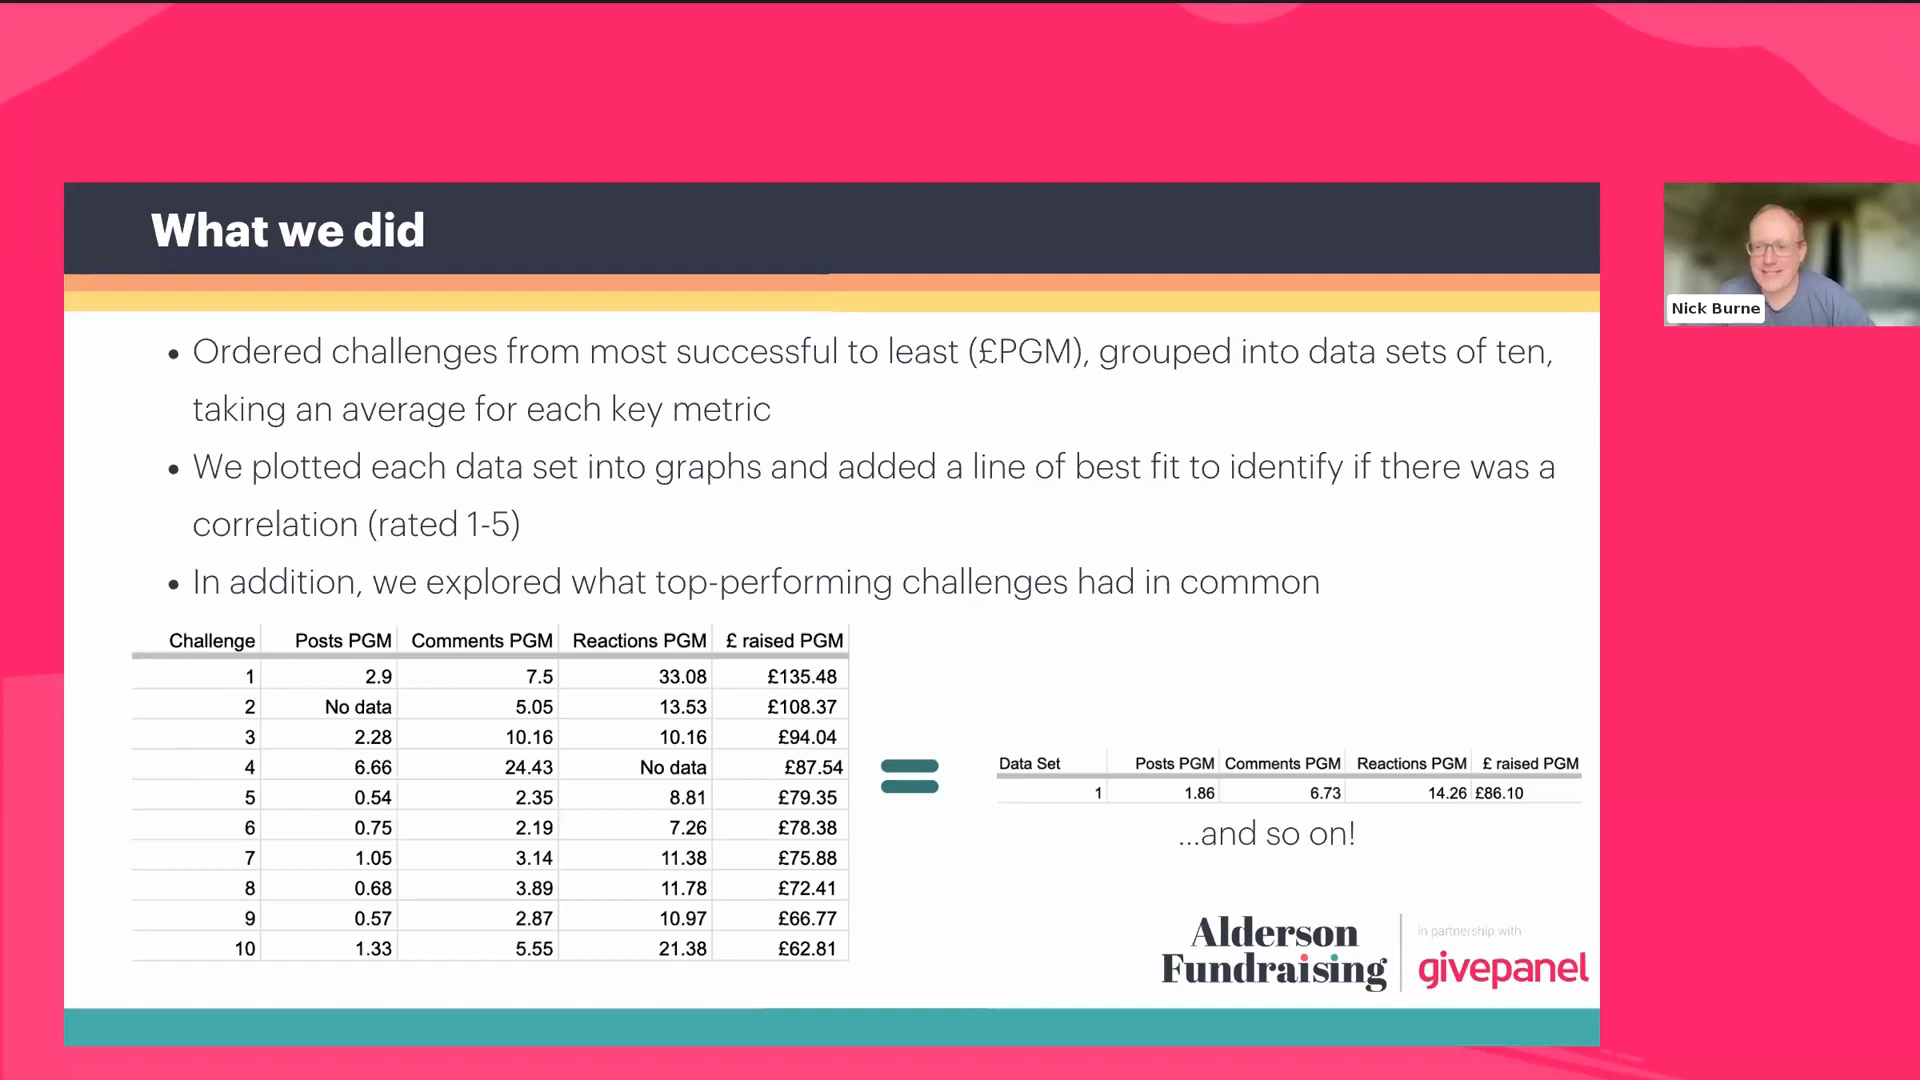 What we did
• Ordered challenges from most successful to least (£PGM), grouped into data sets of ten,
taking an average for each key metric
• We plotted each data set into graphs and added a line of best fit to identify if there was a
correlation (rated 1-5)
• In addition, we explored what top-performing challenges had in common
Challenge Posts PGM Comments PGM Reactions PGM £ raised PGM
1 2.9 7.5 33.08 £135.48
2 No data 5.05 13.53 £108.37
3 2.28 10.16 10.16 £94.04
4 6.66 24.43 No data £87.54
5 0.54 2.35 8.81 £79.35
6 0.75 2.19 7.26 £78.38
7 1.05 3.14 11.38 £75.88
8 0.68 3.89 11.78 £72.41
9 0.57 2.87 10.97 £66.77
10 1.33 5.55 21.38 £62.81
=
Data Set Posts PGM Comments PGM Reactions PGM £ raised PGM
1 1.86 6.73 14.26 £86.10
...and so on!
Alderson
Fundraising
in partnership with
givepanel
Nick Burne